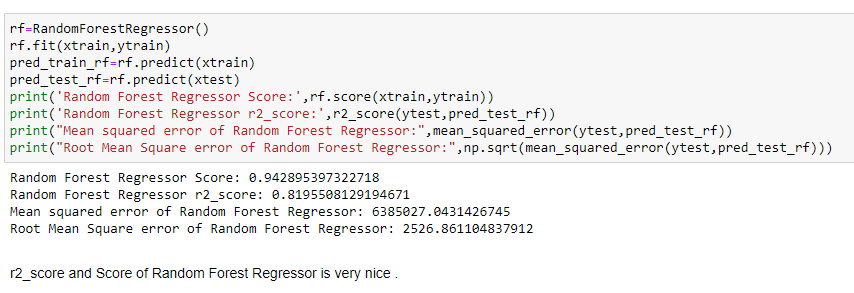 rf=RandomForestRegressor()
rf.fit(xtrain,ytrain)
pred_train_rf=rf.predict(xtrain)
pred_test_rf=rf.predict(xtest)
print('Random Forest Regressor Score:',rf.score(xtrain,ytrain))
print('Random Forest Regressor r2_score:',r2_score(ytest,pred_test_rf))
print("Mean squared error of Random Forest Regressor:",mean_squared_error(ytest,pred_test_rf))
print("Root Mean Square error of Random Forest Regressor:",np.sqrt(mean_squared_error(ytest,pred_test_rf)))
Random Forest Regressor Score: 0.942895397322718
Random Forest Regressor r2_score: 0.8195508129194671
Mean squared error of Random Forest Regressor: 6385027.0431426745
Root Mean Square error of Random Forest Regressor: 2526.861104837912
r2_score and Score of Random Forest Regressor is very nice .